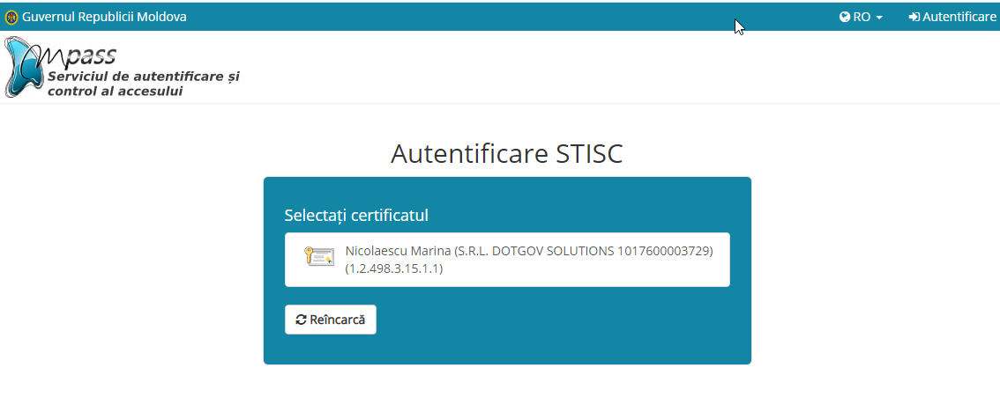 Guvernul Republicii Moldova
RO
Autentificare
Mpass
Serviciul de autentificare și
control al accesului
Autentificare STISC
Selectați certificatul
Nicolaescu Marina (S.R.L. DOTGOV SOLUTIONS 1017600003729)
(1.2.498.3.15.1.1)
Reîncarcă